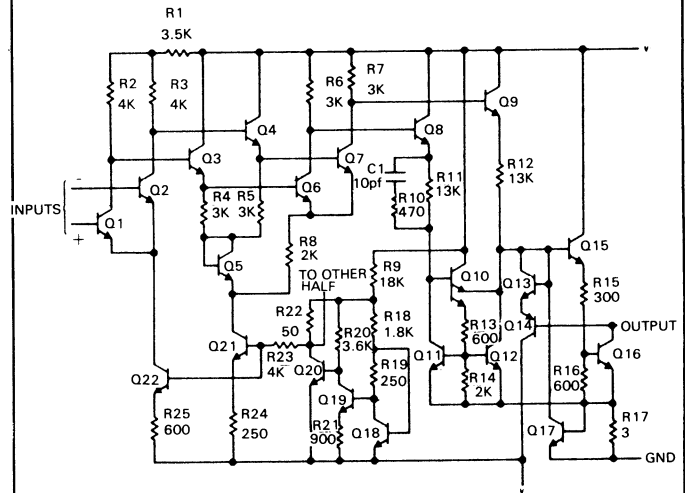 R1
3.5K
R2
4K
R3
4K
R6
3K
R7
3K
Q9
Q4
Q8
Q3
Q7
C1
10pf
R11
13K
R12
13K
Q2
Q6
R10
470
INPUTS
-
+
Q1
R4
3K
R5
3K
Q5
R8
2K
TO OTHER
HALF
R9
18K
Q10
Q13
Q15
R15
300
R22
50
R20
3.6K
R18
1.8K
R13
600
Q14
OUTPUT
Q21
R23
4K
Q20
R19
250
Q11
Q12
Q16
Q22
Q19
R14
2K
R16
600
R25
600
R24
250
R21
900
Q18
Q17
R17
3
GND
v
v